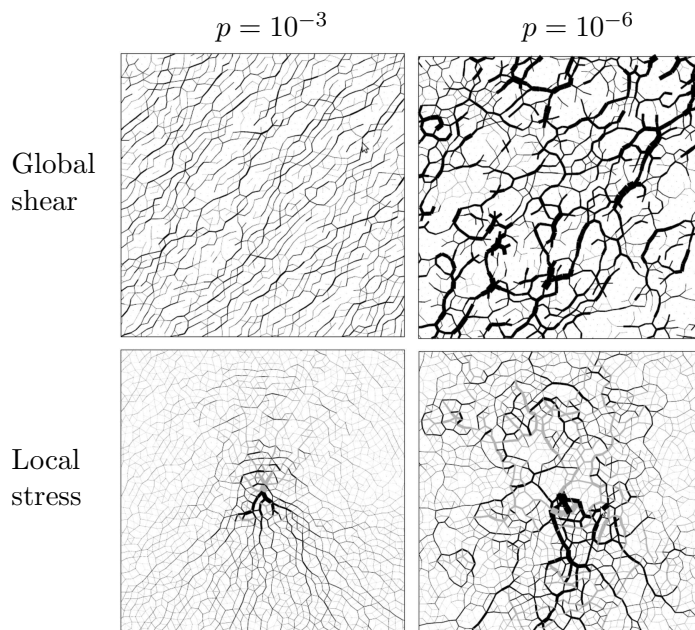 p = 10⁻³
p = 10⁻⁶
Global
shear
Local
stress